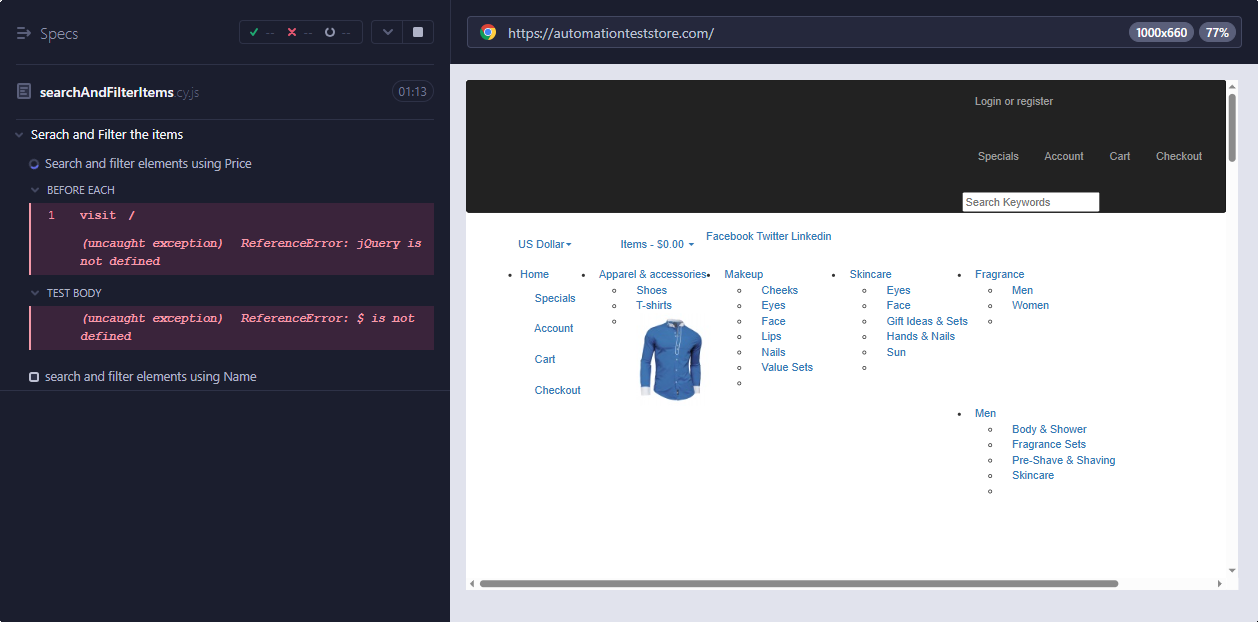 Specs
-- -- --
searchAndFilterItems.cy.js
01:13
Serach and Filter the items
Search and filter elements using Price
BEFORE EACH
1 visit /
(uncaught exception) ReferenceError: jQuery is
not defined
TEST BODY
(uncaught exception) ReferenceError: $ is not
defined
search and filter elements using Name
https://automationteststore.com/
1000x660
77%
Login or register
Specials
Account
Cart
Checkout
Search Keywords
US Dollar
Items - $0.00
Facebook Twitter Linkedin
Home
Specials
Account
Cart
Checkout
Apparel & accessories
Shoes
T-shirts
Makeup
Cheeks
Eyes
Face
Lips
Nails
Value Sets
Skincare
Eyes
Face
Gift Ideas & Sets
Hands & Nails
Sun
Fragrance
Men
Women
Men
Body & Shower
Fragrance Sets
Pre-Shave & Shaving
Skincare